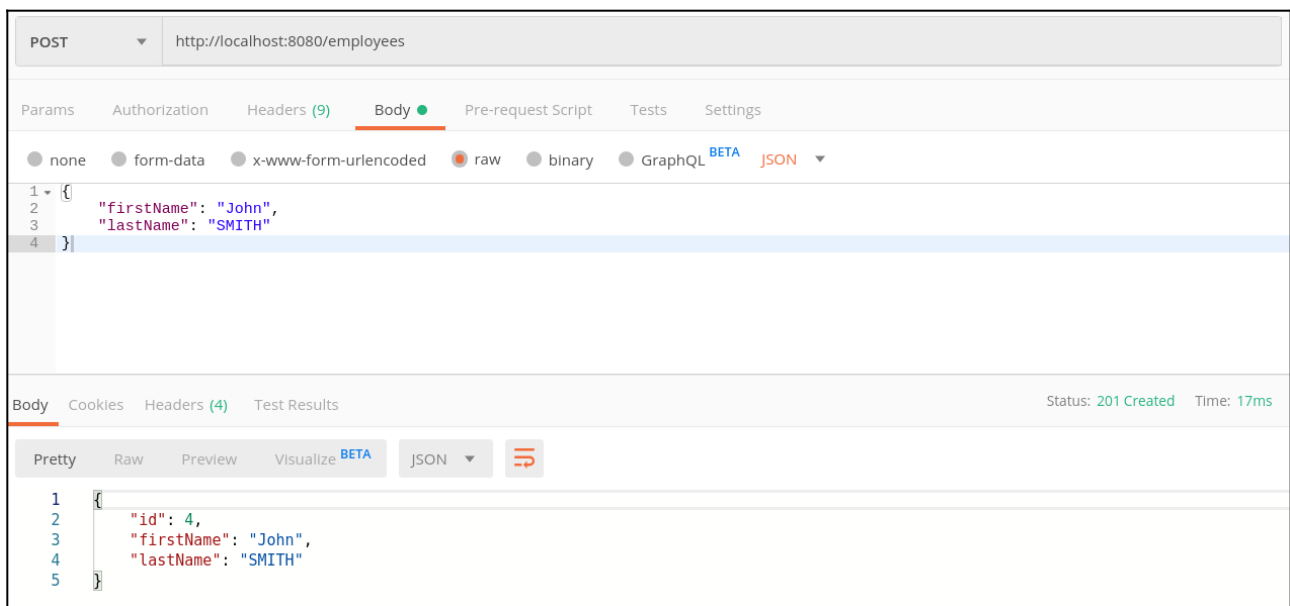 POST http://localhost:8080/employees
Params Authorization Headers (9) Body Pre-request Script Tests Settings
none form-data x-www-form-urlencoded raw binary GraphQL BETA JSON
1 {
2 "firstName": "John",
3 "lastName": "SMITH"
4 }
Body Cookies Headers (4) Test Results Status: 201 Created Time: 17ms
Pretty Raw Preview Visualize BETA JSON
1 {
2 "id": 4,
3 "firstName": "John",
4 "lastName": "SMITH"
5 }